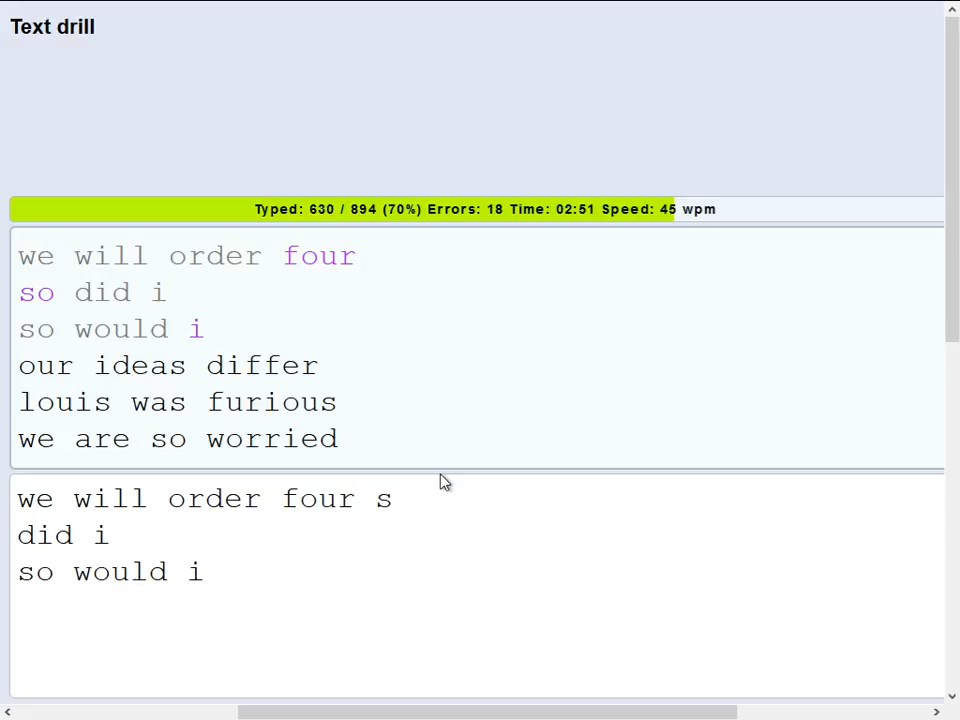 Text drill
Typed: 630 / 894 (70%) Errors: 18 Time: 02:51 Speed: 45 wpm
we will order four
so did i
so would i
our ideas differ
louis was furious
we are so worried
we will order four s
did i
so would i